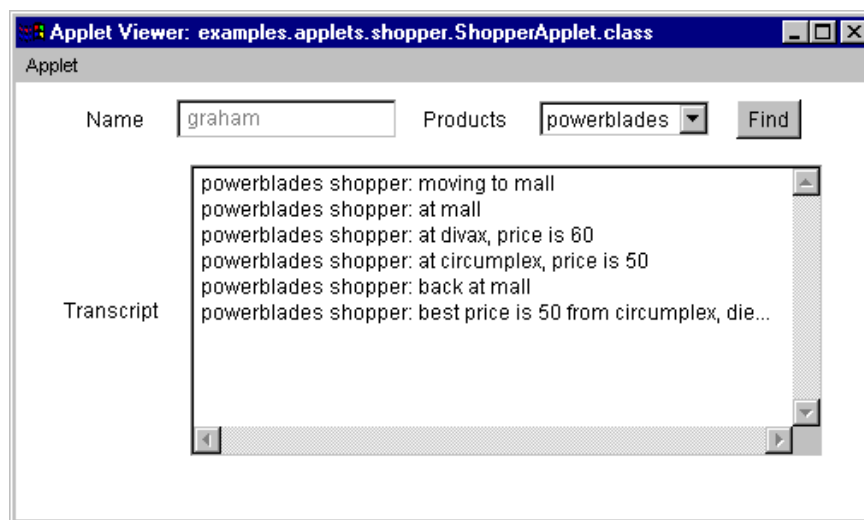 Applet Viewer: examples.applets.shopper.ShopperApplet.class
Applet
Name graham Products powerblades Find
powerblades shopper: moving to mall
powerblades shopper: at mall
powerblades shopper: at divax, price is 60
powerblades shopper: at circumplex, price is 50
powerblades shopper: back at mall
Transcript
powerblades shopper: best price is 50 from circumplex, die...